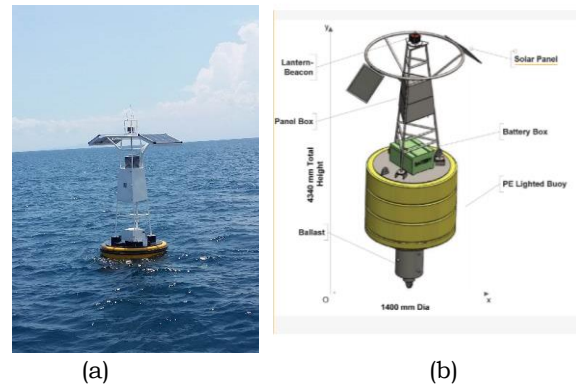 y
Lantern-
Beacon
Solar Panel
Panel Box
Battery Box
4340 mm Total
Height
PE Lighted Buoy
Ballast
O
1400 mm Dia
x
(a)
(b)